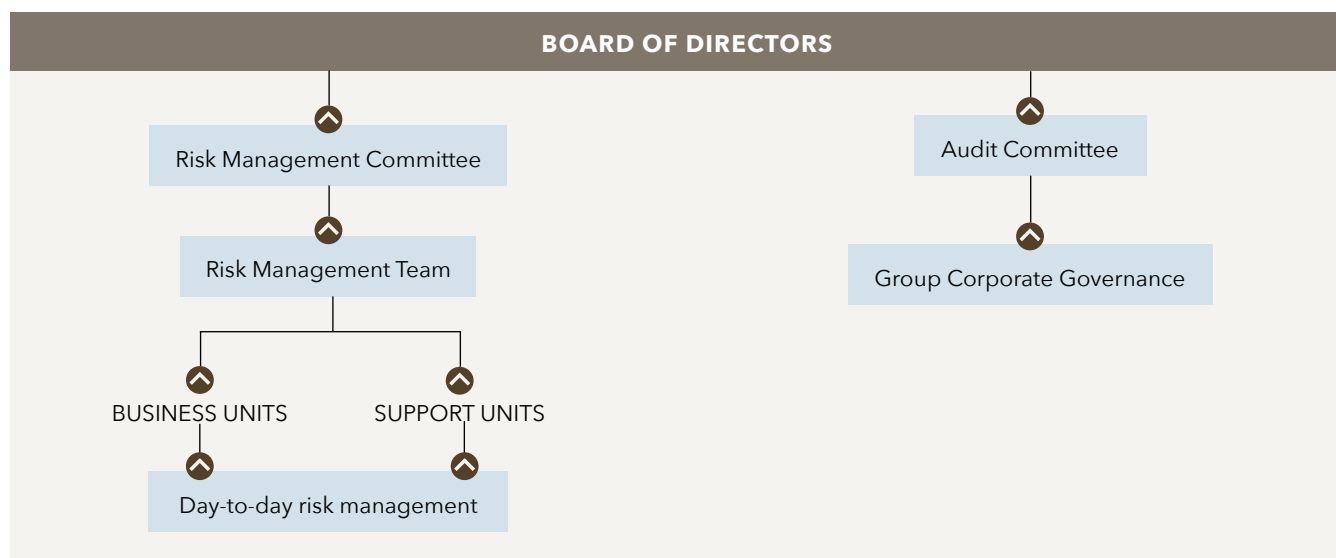 BOARD OF DIRECTORS
Risk Management Committee
Audit Committee
Risk Management Team
Group Corporate Governance
BUSINESS UNITS
SUPPORT UNITS
Day-to-day risk management